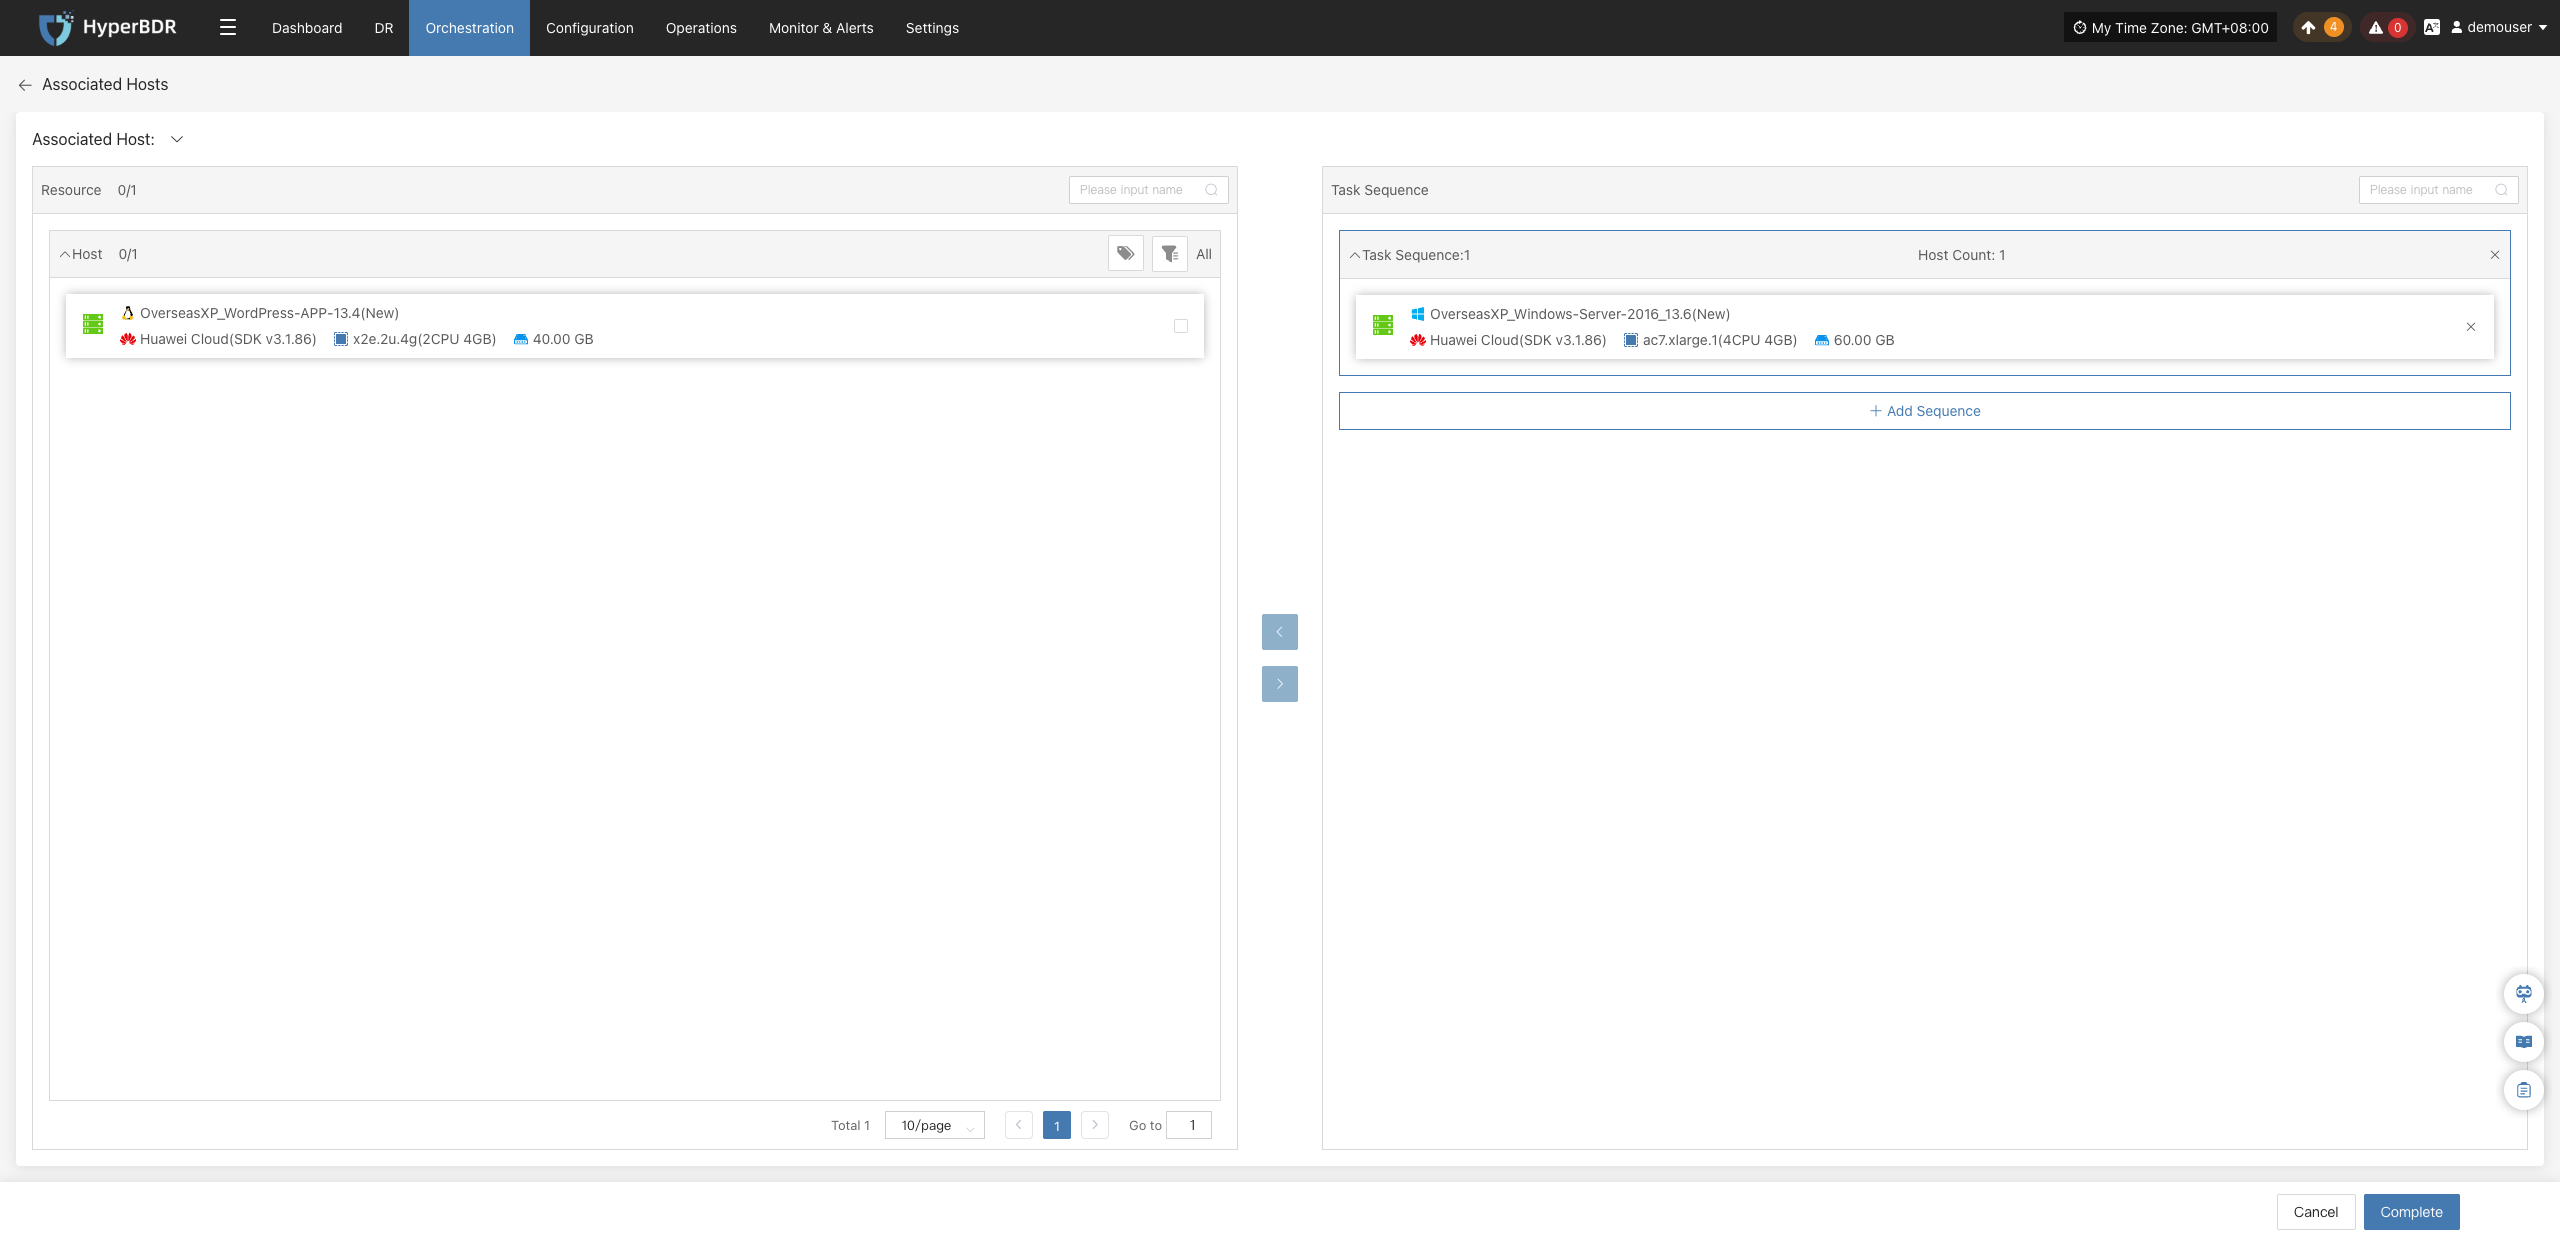 HyperBDR Dashboard DR Orchestration Configuration Operations Monitor & Alerts Settings My Time Zone: GMT+08:00 4 0 demouser
Associated Hosts
Associated Host:
Resource 0/1 Please input name
Host 0/1 All
OverseasXP_WordPress-APP-13.4(New)
Huawei Cloud(SDK v3.1.86) x2e.2u.4g(2CPU 4GB) 40.00 GB
Total 1 10/page 1 Go to 1
Task Sequence Please input name
Task Sequence:1 Host Count: 1
OverseasXP_Windows-Server-2016_13.6(New)
Huawei Cloud(SDK v3.1.86) ac7.xlarge.1(4CPU 4GB) 60.00 GB
Add Sequence
Cancel Complete